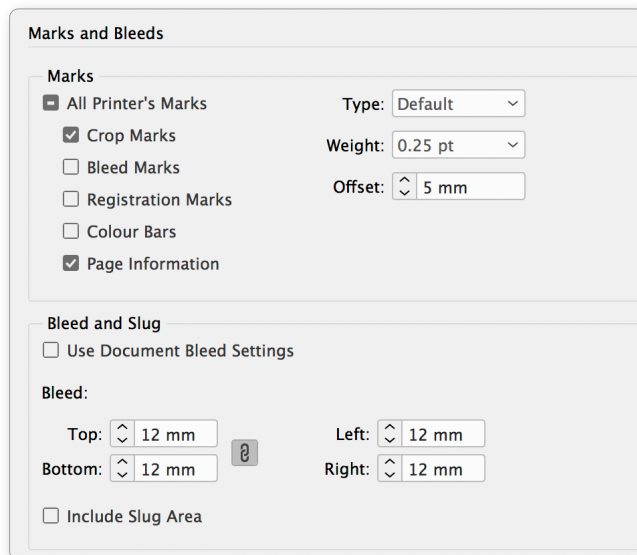 Marks and Bleeds
Marks
All Printer's Marks
Type: Default
Crop Marks
Weight: 0.25 pt
Bleed Marks
Offset: 5 mm
Registration Marks
Colour Bars
Page Information
Bleed and Slug
Use Document Bleed Settings
Bleed:
Top: 12 mm
Left: 12 mm
Bottom: 12 mm
Right: 12 mm
Include Slug Area